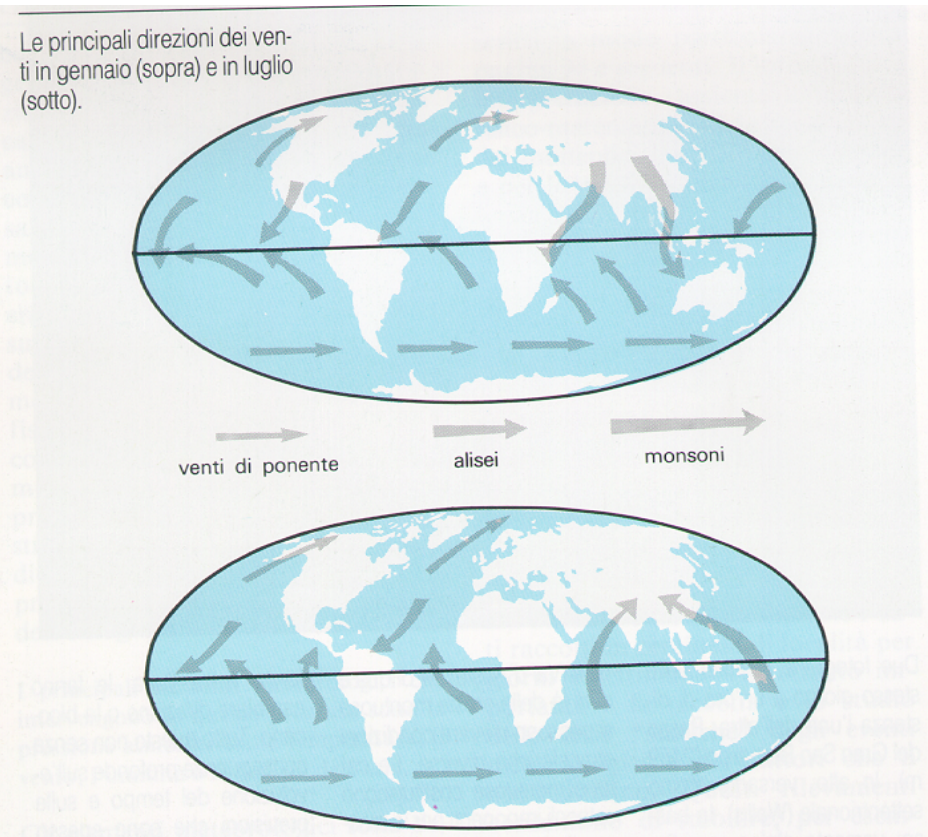 Le principali direzioni dei ven-
ti in gennaio (sopra) e in luglio
(sotto).
venti di ponente
alisei
monsoni